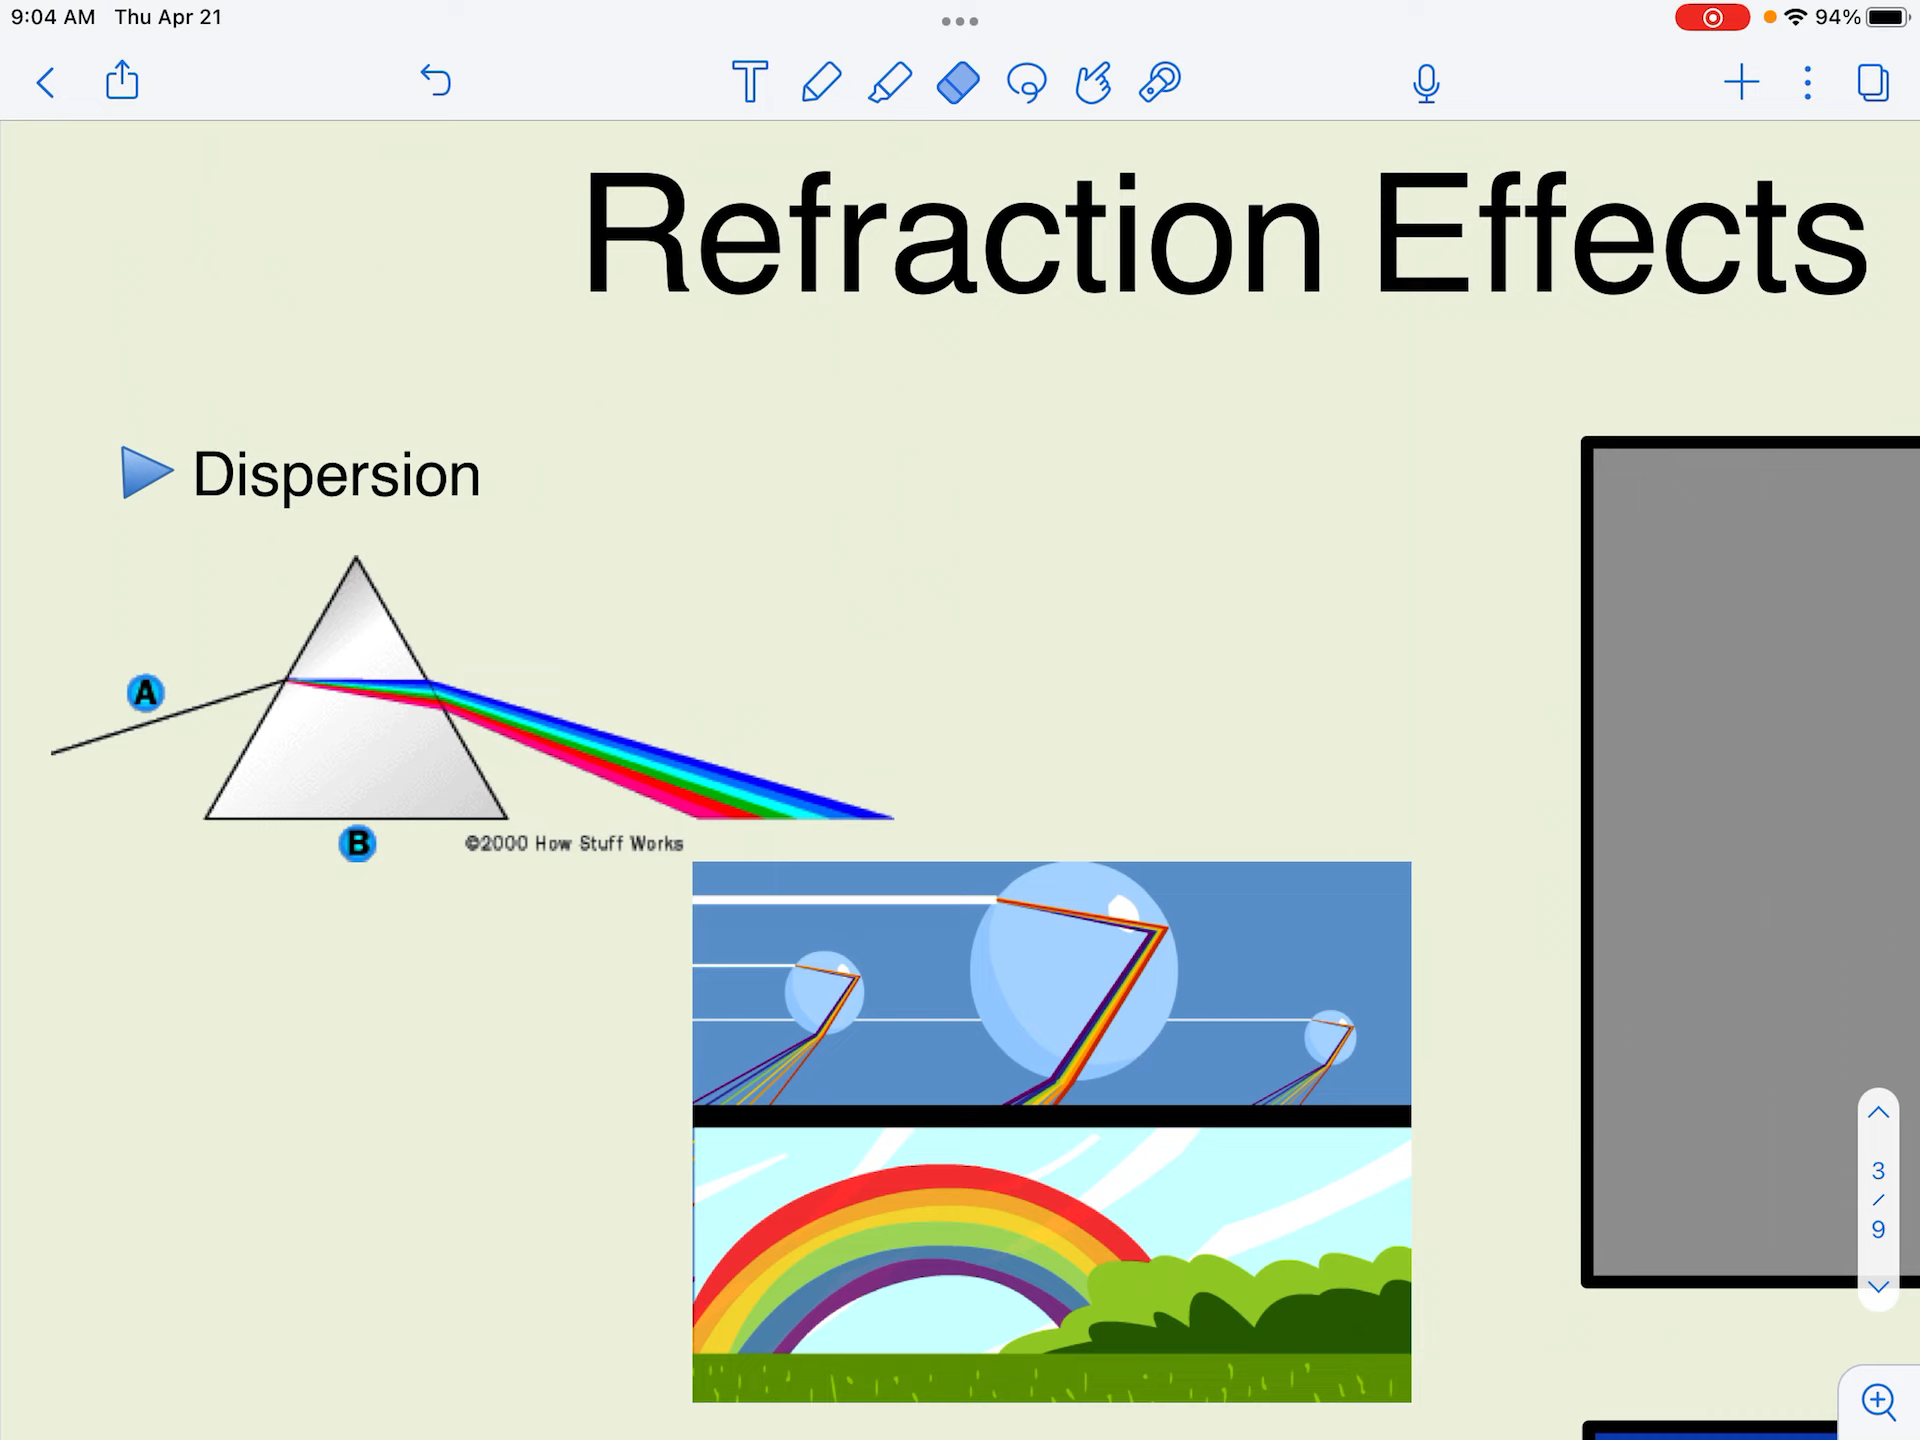 9:04 AM Thu Apr 21
94%
Refraction Effects
Dispersion
A
B
©2000 How Stuff Works
3
/
9